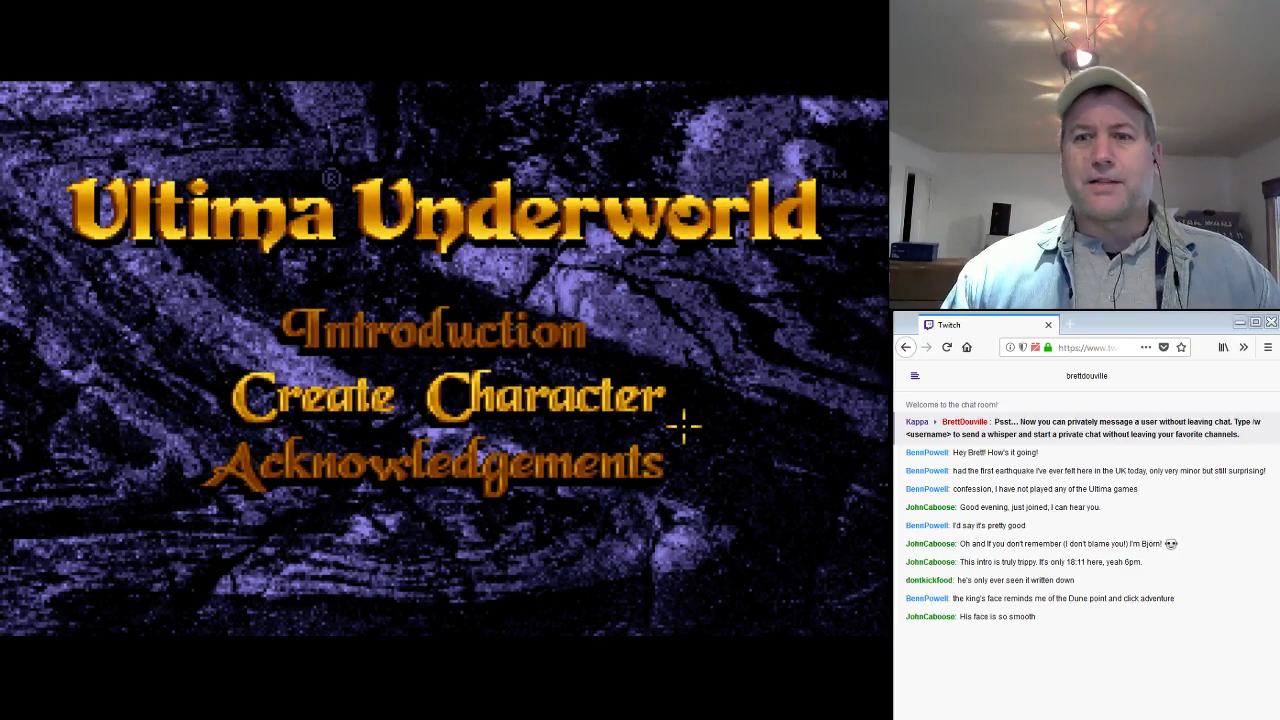 Ultima® Underworld™
Introduction
Create Character
Acknowledgements
Twitch
https://www.tw
brettdouville
Welcome to the chat room!
Kappa ▸ BrettDouville: Psst... Now you can privately message a user without leaving chat. Type /w
<username> to send a whisper and start a private chat without leaving your favorite channels.
BennPowell: Hey Brett! How's it going!
BennPowell: had the first earthquake I've ever felt here in the UK today, only very minor but still surprising!
BennPowell: confession, I have not played any of the Ultima games
JohnCaboose: Good evening, just joined, I can hear you.
BennPowell: I'd say it's pretty good
JohnCaboose: Oh and If you don't remember (I don't blame you!) I'm Björn!
JohnCaboose: This intro is truly trippy. It's only 18:11 here, yeah 6pm.
dontkickfood: he's only ever seen it written down
BennPowell: the king's face reminds me of the Dune point and click adventure
JohnCaboose: His face is so smooth